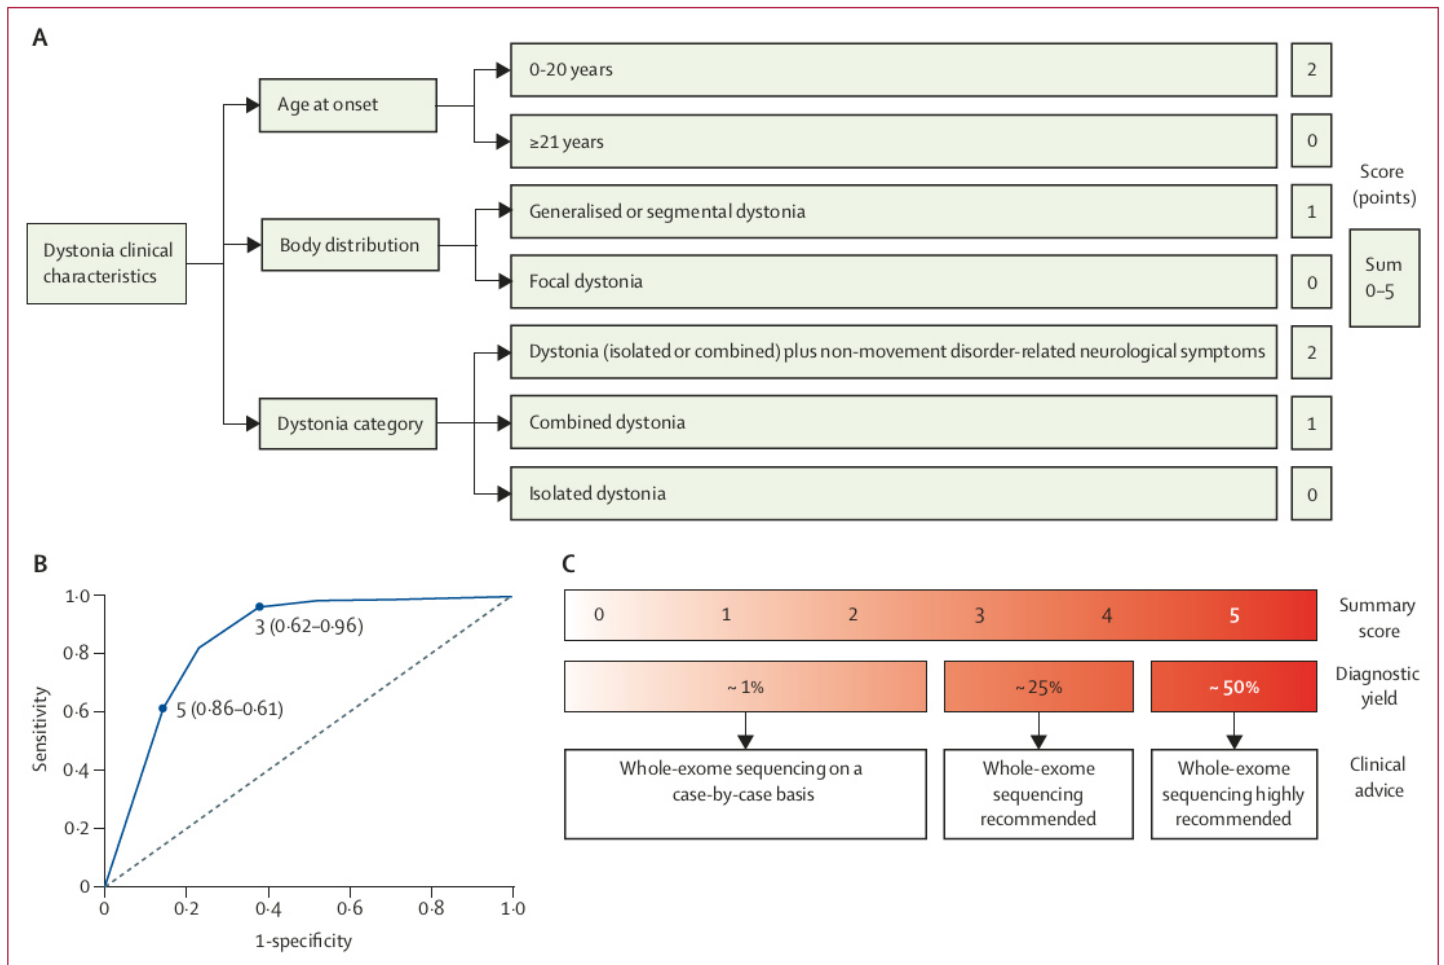 A
Dystonia clinical
characteristics
Age at onset
0-20 years
2
≥21 years
0
Body distribution
Generalised or segmental dystonia
1
Focal dystonia
0
Dystonia category
Dystonia (isolated or combined) plus non-movement disorder-related neurological symptoms
2
Combined dystonia
1
Isolated dystonia
0
Score
(points)
Sum
0–5
B
Sensitivity
1·0
0·8
0·6
0·4
0·2
0
3 (0·62–0·96)
5 (0·86–0·61)
0
0·2
0·4
0·6
0·8
1·0
1-specificity
C
0
1
2
3
4
5
Summary
score
~ 1%
~ 25%
~ 50%
Diagnostic
yield
Whole-exome sequencing on a
case-by-case basis
Whole-exome
sequencing
recommended
Whole-exome
sequencing highly
recommended
Clinical
advice